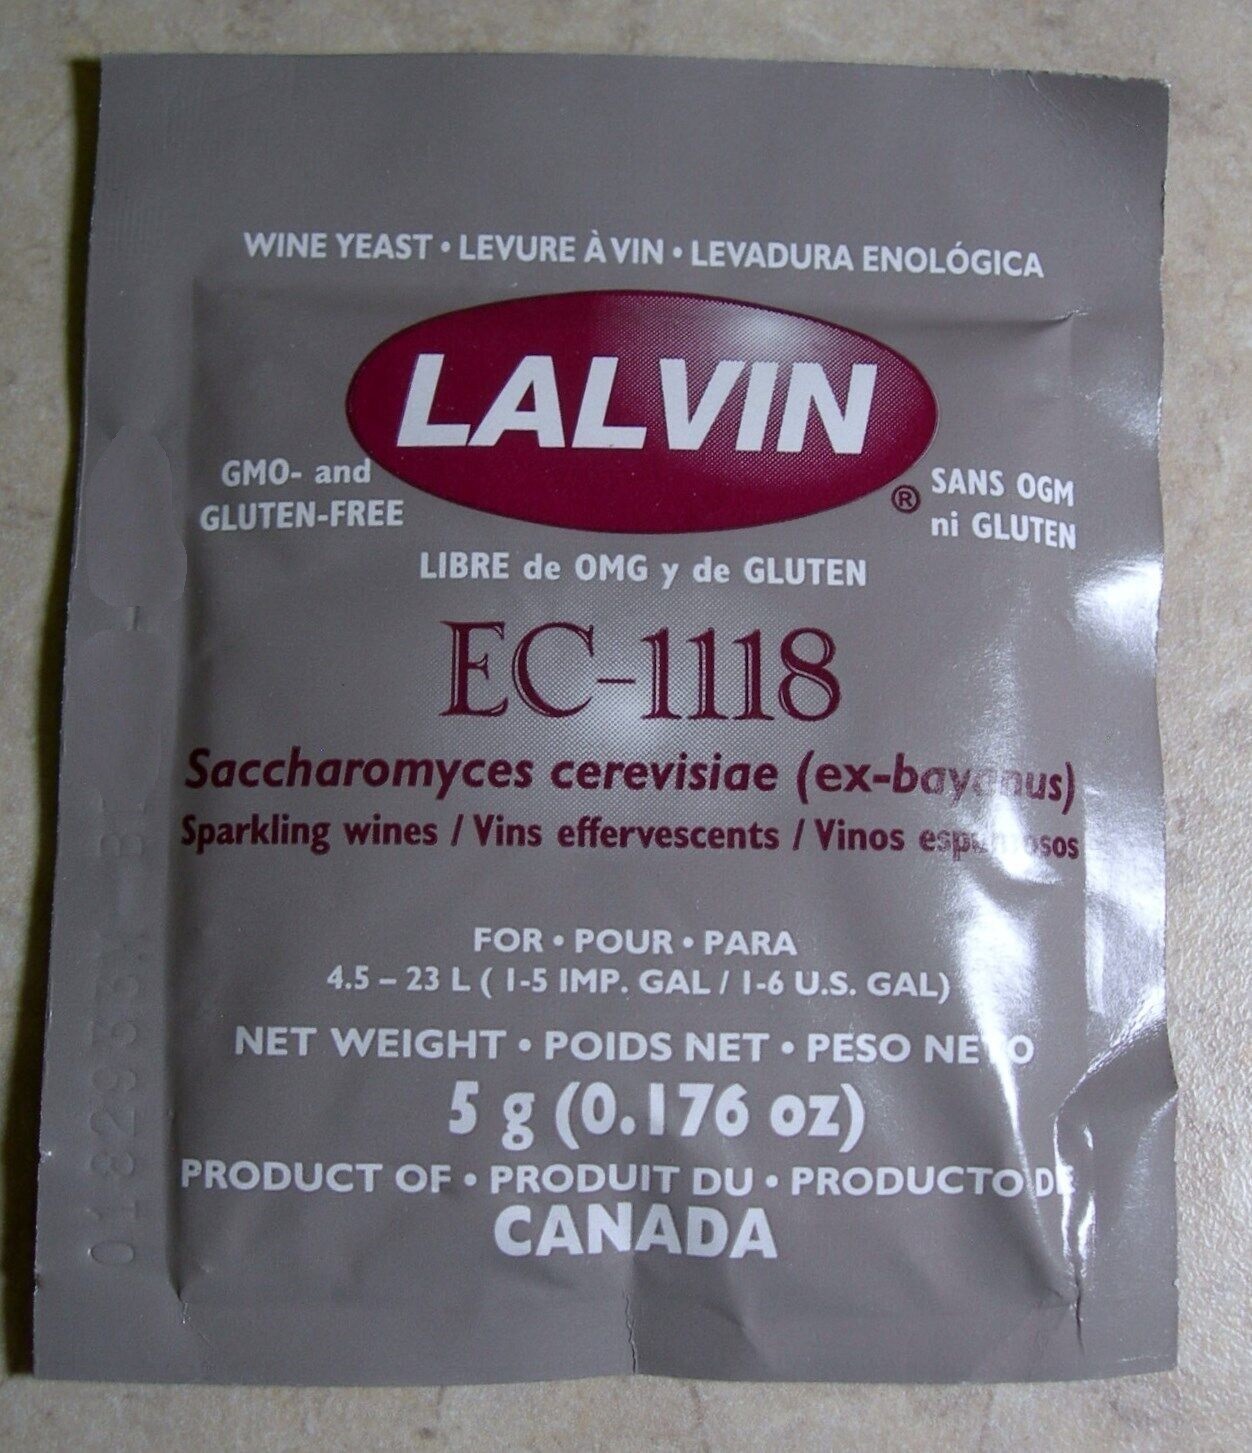 WINE YEAST • LEVURE À VIN • LEVADURA ENOLÓGICA
LALVIN
®
GMO- and
GLUTEN-FREE
SANS OGM
ni GLUTEN
LIBRE de OMG y de GLUTEN
EC-1118
Saccharomyces cerevisiae (ex-bayanus)
Sparkling wines / Vins effervescents / Vinos espumosos
FOR • POUR • PARA
4.5 – 23 L ( 1-5 IMP. GAL / 1-6 U.S. GAL)
NET WEIGHT • POIDS NET • PESO NETO
5 g (0.176 oz)
PRODUCT OF • PRODUIT DU • PRODUCTO DE
CANADA